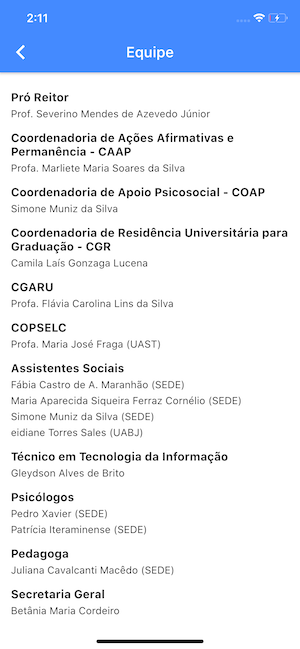 2:11
Equipe
Pró Reitor
Prof. Severino Mendes de Azevedo Júnior
Coordenadoria de Ações Afirmativas e
Permanência - CAAP
Profa. Marliete Maria Soares da Silva
Coordenadoria de Apoio Psicosocial - COAP
Simone Muniz da Silva
Coordenadoria de Residência Universitária para
Graduação - CGR
Camila Laís Gonzaga Lucena
CGARU
Profa. Flávia Carolina Lins da Silva
COPSELC
Profa. Maria José Fraga (UAST)
Assistentes Sociais
Fábia Castro de A. Maranhão (SEDE)
Maria Aparecida Siqueira Ferraz Cornélio (SEDE)
Simone Muniz da Silva (SEDE)
eidiane Torres Sales (UABJ)
Técnico em Tecnologia da Informação
Gleydson Alves de Brito
Psicólogos
Pedro Xavier (SEDE)
Patrícia Iteraminense (SEDE)
Pedagoga
Juliana Cavalcanti Macêdo (SEDE)
Secretaria Geral
Betânia Maria Cordeiro